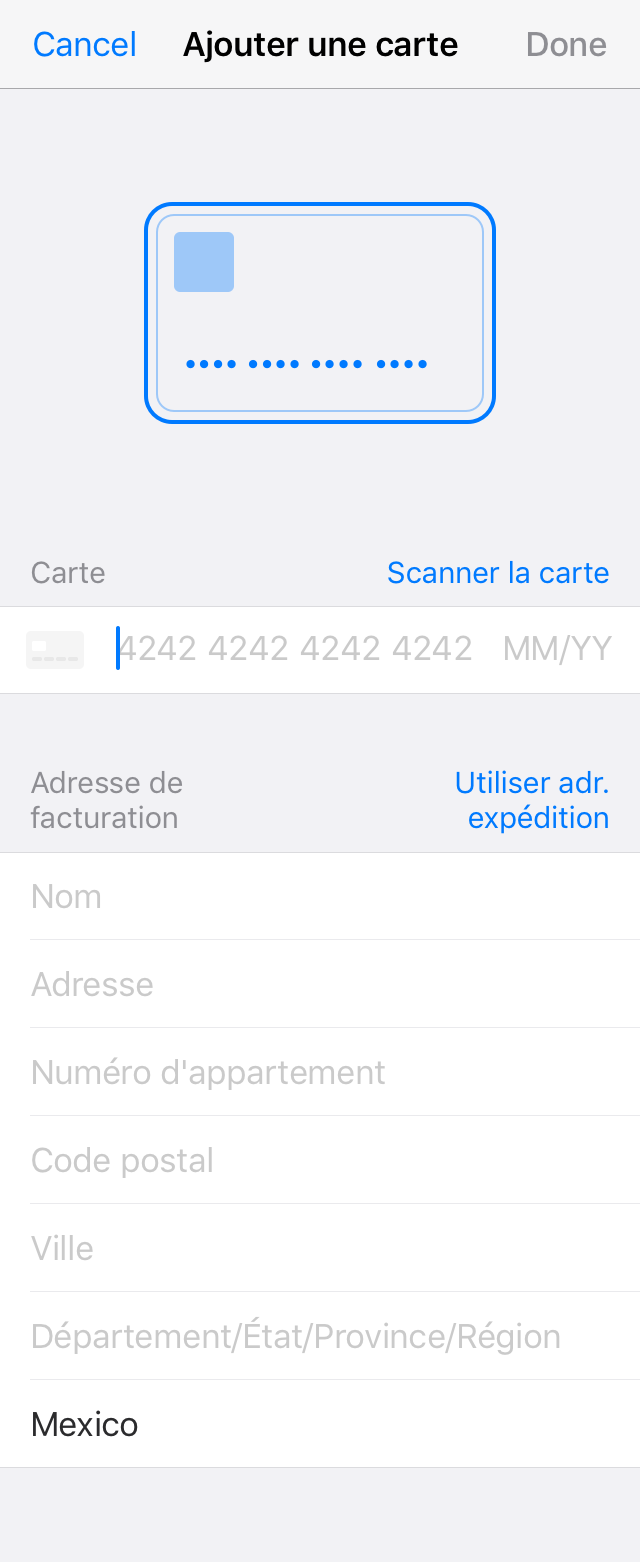 Cancel Ajouter une carte Done
Carte Scanner la carte
4242 4242 4242 4242 MM/YY
Adresse de facturation
Utiliser adr. expédition
Nom
Adresse
Numéro d'appartement
Code postal
Ville
Département/État/Province/Région
Mexico